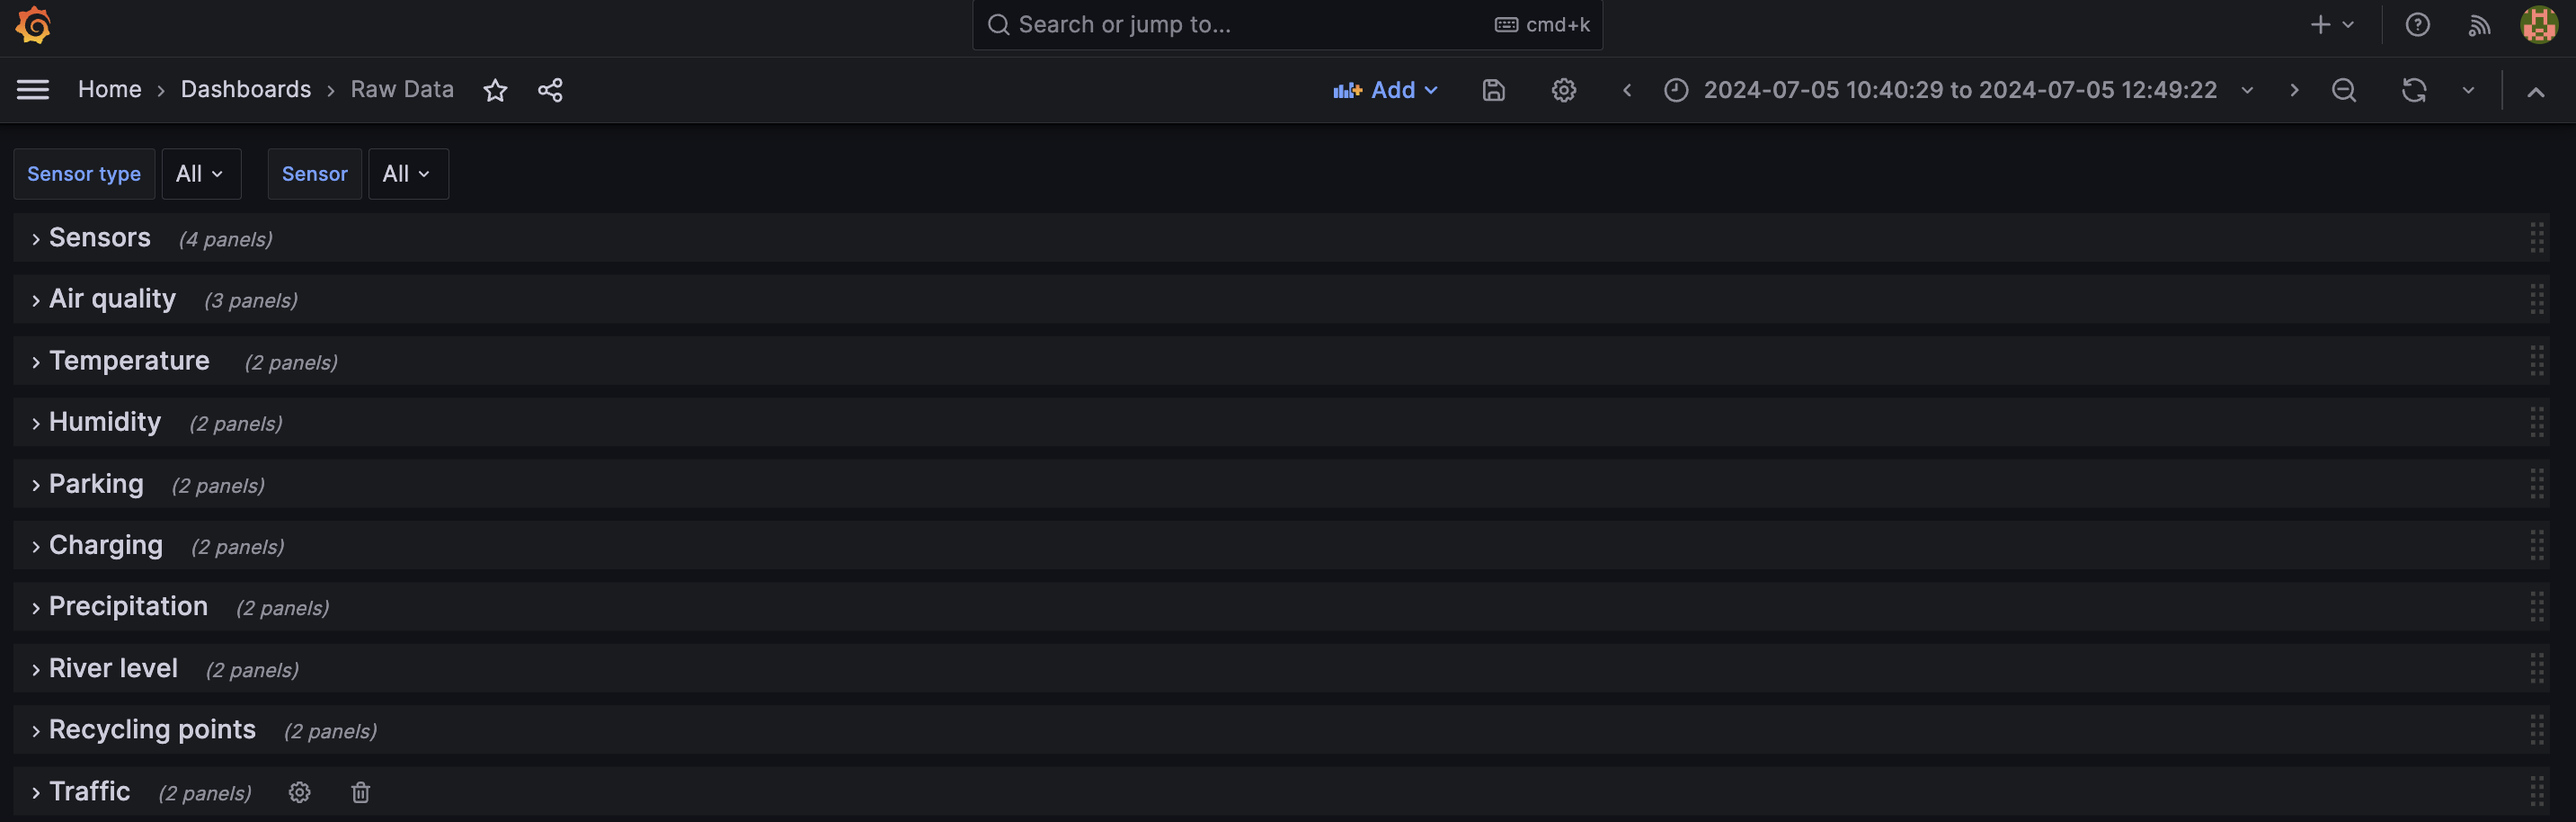 Search or jump to... cmd+k
Home › Dashboards › Raw Data Add 2024-07-05 10:40:29 to 2024-07-05 12:49:22
Sensor type All Sensor All
Sensors (4 panels)
Air quality (3 panels)
Temperature (2 panels)
Humidity (2 panels)
Parking (2 panels)
Charging (2 panels)
Precipitation (2 panels)
River level (2 panels)
Recycling points (2 panels)
Traffic (2 panels)